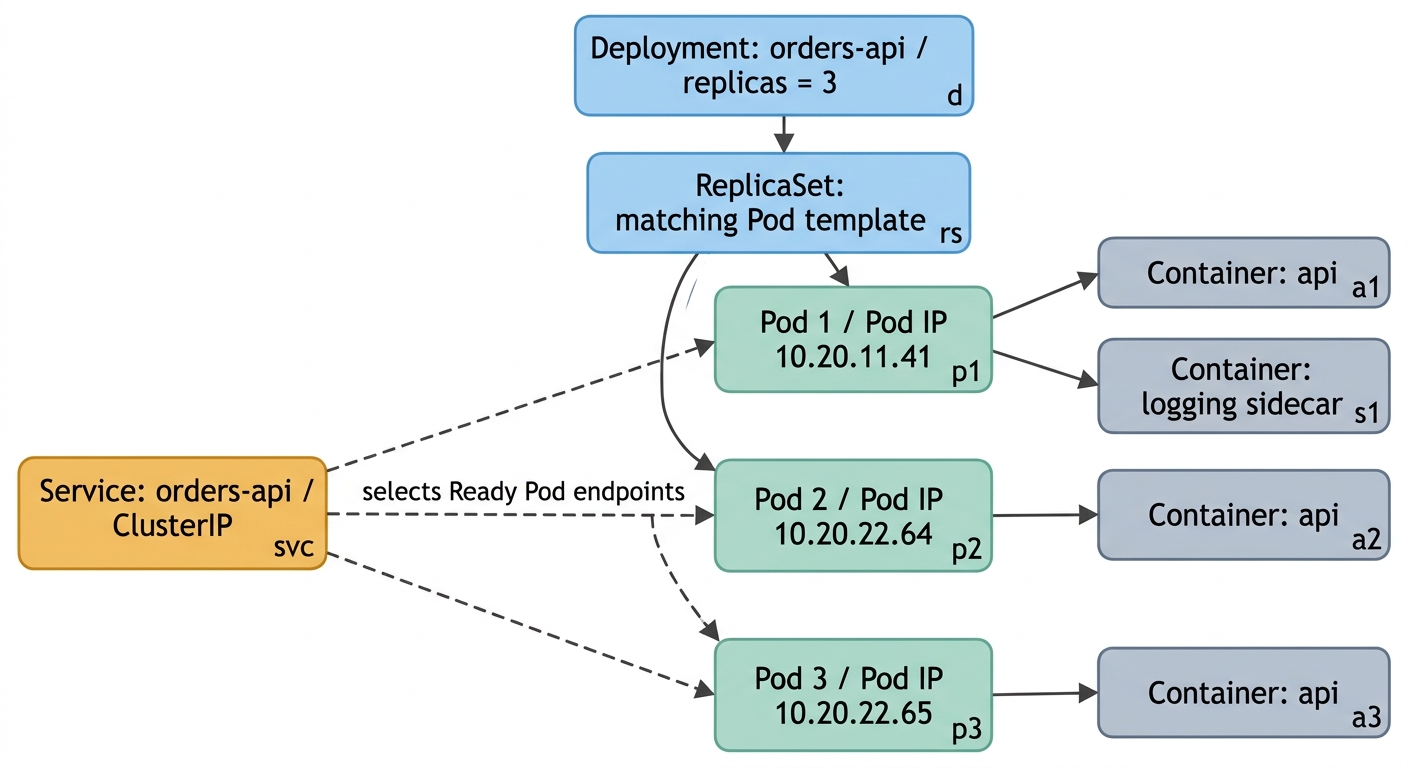 Deployment: orders-api /
replicas = 3
d
ReplicaSet:
matching Pod template
rs
Pod 1 / Pod IP
10.20.11.41
p1
Container: api
a1
Container:
logging sidecar
s1
Service: orders-api /
ClusterIP
svc
selects Ready Pod endpoints
Pod 2 / Pod IP
10.20.22.64
p2
Container: api
a2
Pod 3 / Pod IP
10.20.22.65
p3
Container: api
a3